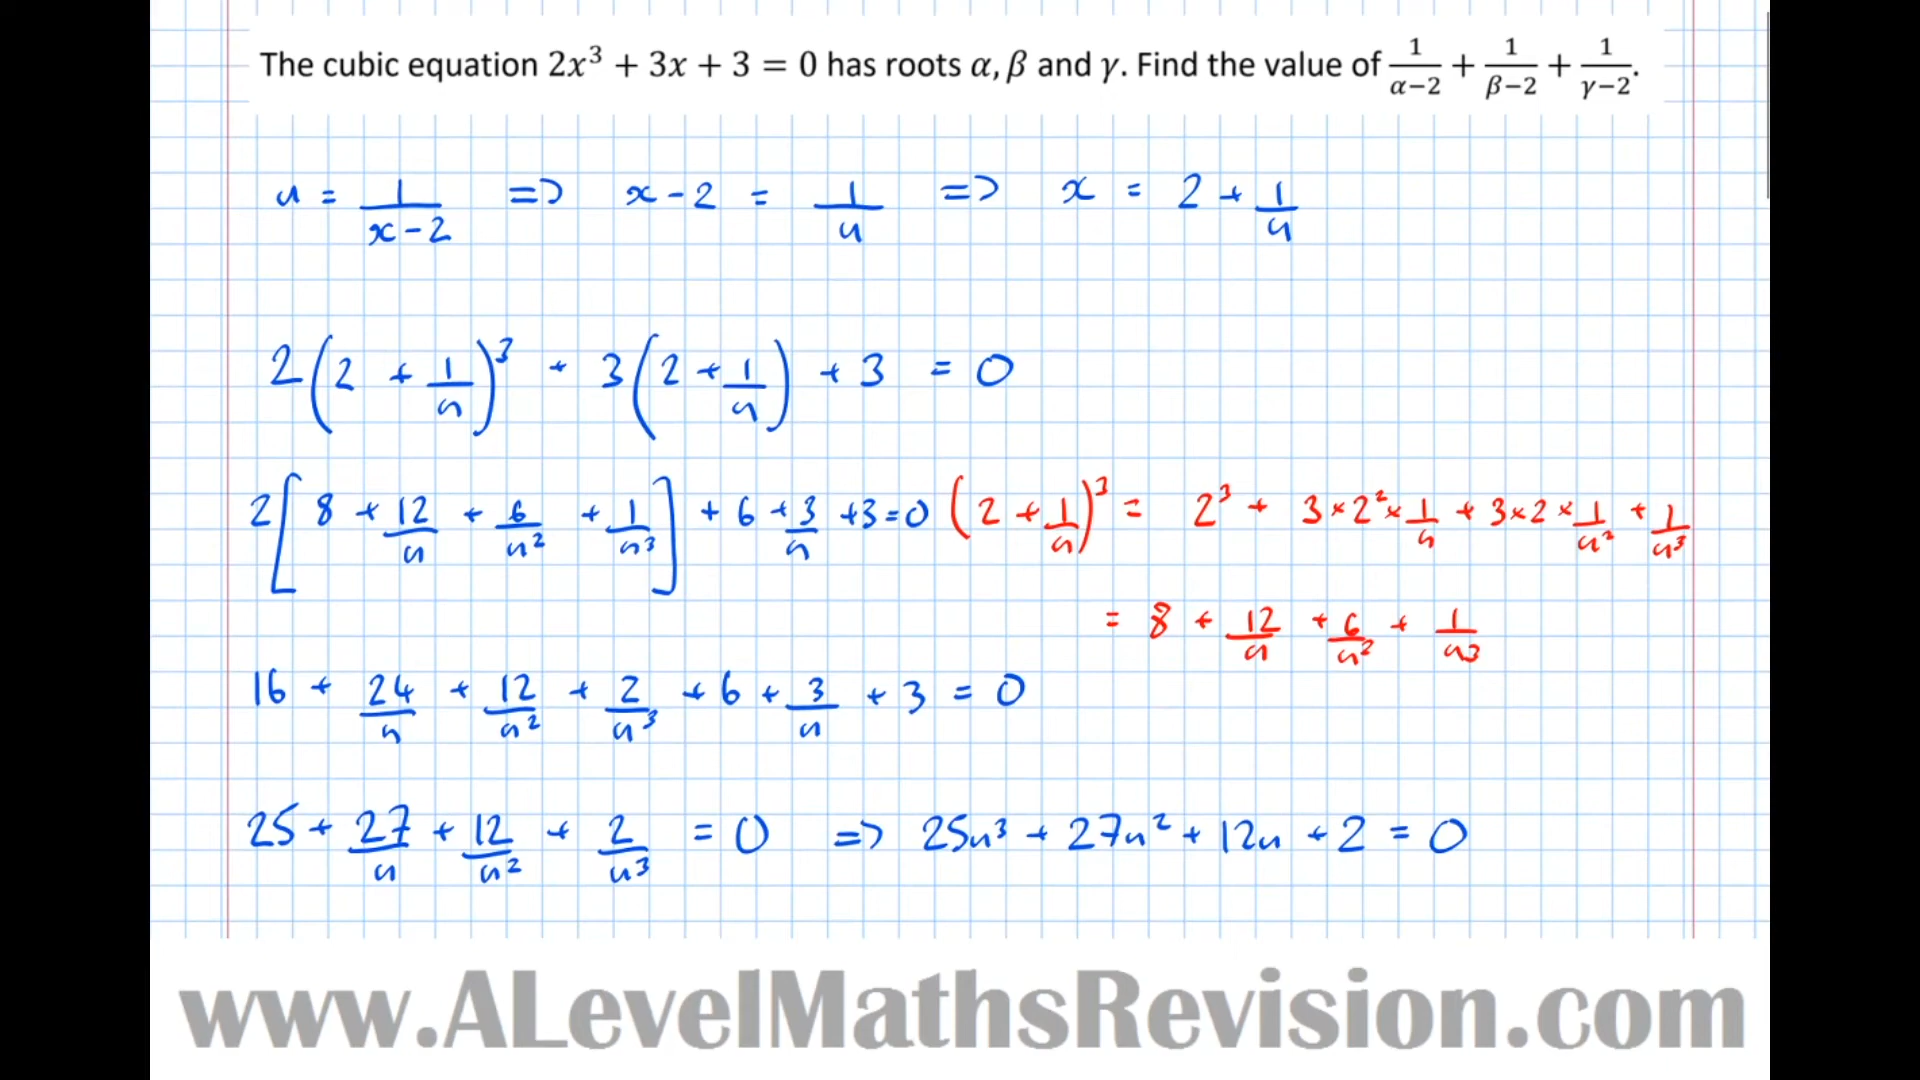 The cubic equation 2x³ + 3x + 3 = 0 has roots α, β and γ. Find the value of 1/(α−2) + 1/(β−2) + 1/(γ−2).
u = 1/(x−2) => x−2 = 1/u => x = 2 + 1/u
2(2 + 1/u)³ + 3(2 + 1/u) + 3 = 0
2[8 + 12/u + 6/u² + 1/u³] + 6 + 3/u + 3 = 0
(2 + 1/u)³ = 2³ + 3×2²×1/u + 3×2×1/u² + 1/u³
= 8 + 12/u + 6/u² + 1/u³
16 + 24/u + 12/u² + 2/u³ + 6 + 3/u + 3 = 0
25 + 27/u + 12/u² + 2/u³ = 0 => 25u³ + 27u² + 12u + 2 = 0
www.ALevelMathsRevision.com